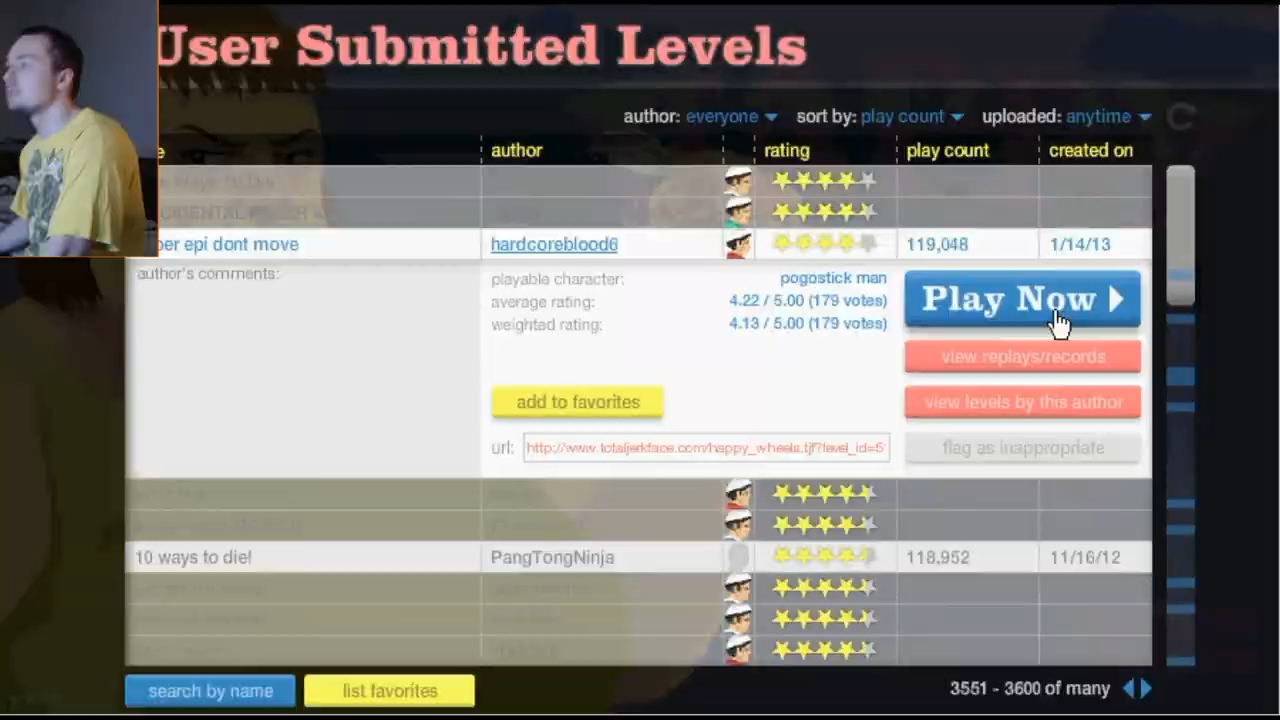 User Submitted Levels
author: everyone sort by: play count uploaded: anytime
author rating play count created on
per epi dont move hardcoreblood6 119,048 1/14/13
author's comments:
playable character: pogostick man
average rating: 4.22 / 5.00 (179 votes)
weighted rating: 4.13 / 5.00 (179 votes)
Play Now
view replays/records
add to favorites
view levels by this author
url: http://www.totaljerkface.com/happy_wheels.tjf?level_id=5
flag as inappropriate
10 ways to die! PangTongNinja 118,952 11/16/12
search by name list favorites 3551 - 3600 of many